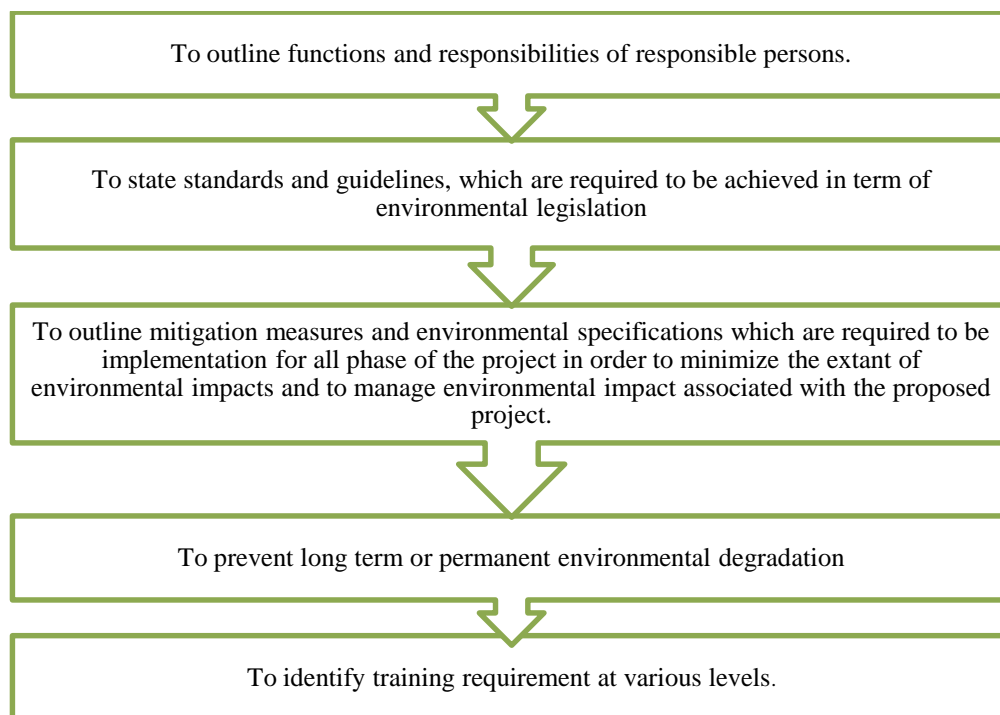 To outline functions and responsibilities of responsible persons.
To state standards and guidelines, which are required to be achieved in term of
environmental legislation
To outline mitigation measures and environmental specifications which are required to be
implementation for all phase of the project in order to minimize the extant of
environmental impacts and to manage environmental impact associated with the proposed
project.
To prevent long term or permanent environmental degradation
To identify training requirement at various levels.